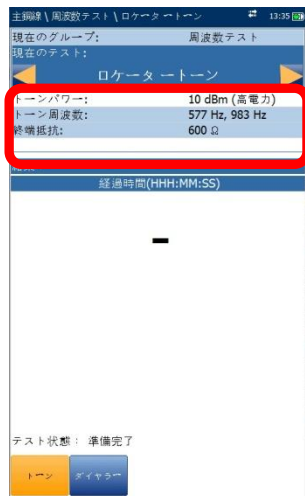 主銅線 \ 周波数テスト \ ロケータ ートーン 13:35
現在のグループ: 周波数テスト
現在のテスト:
ロケータ ートーン
トーンパワー: 10 dBm (高電力)
トーン周波数: 577 Hz, 983 Hz
終端抵抗: 600 Ω
経過時間(HHH:MM:SS)
–
テスト状態： 準備完了
トーン ダイヤラー